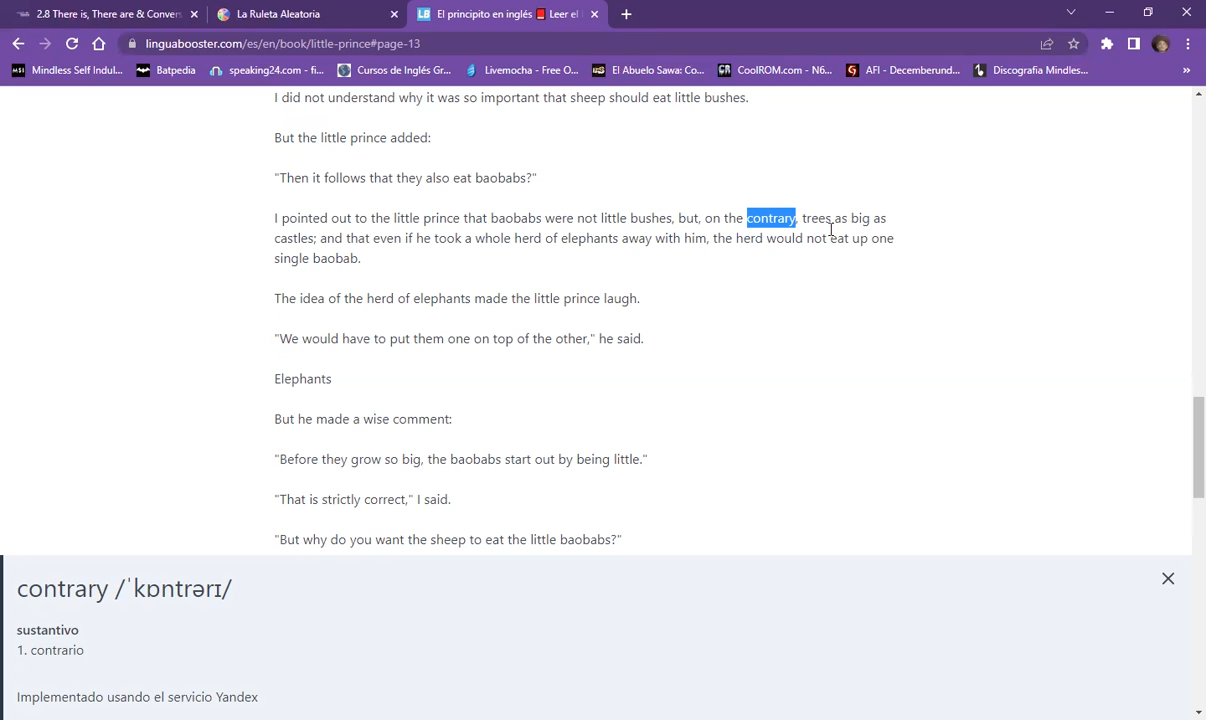 2.8 There is, There are & Convers
La Ruleta Aleatoria
El principito en inglés 📕 Leer el
linguabooster.com/es/en/book/little-prince#page-13
Mindless Self Indul...
Batpedia
speaking24.com - fi...
Cursos de Inglés Gr...
Livemocha - Free O...
El Abuelo Sawa: Co...
CoolROM.com - N6...
AFI - Decemberund...
Discografia Mindles...
»
I did not understand why it was so important that sheep should eat little bushes.
But the little prince added:
"Then it follows that they also eat baobabs?"
I pointed out to the little prince that baobabs were not little bushes, but, on the contrary, trees as big as
castles; and that even if he took a whole herd of elephants away with him, the herd would not eat up one
single baobab.
The idea of the herd of elephants made the little prince laugh.
"We would have to put them one on top of the other," he said.
Elephants
But he made a wise comment:
"Before they grow so big, the baobabs start out by being little."
"That is strictly correct," I said.
"But why do you want the sheep to eat the little baobabs?"
contrary /ˈkɒntrərɪ/
sustantivo
1. contrario
Implementado usando el servicio Yandex